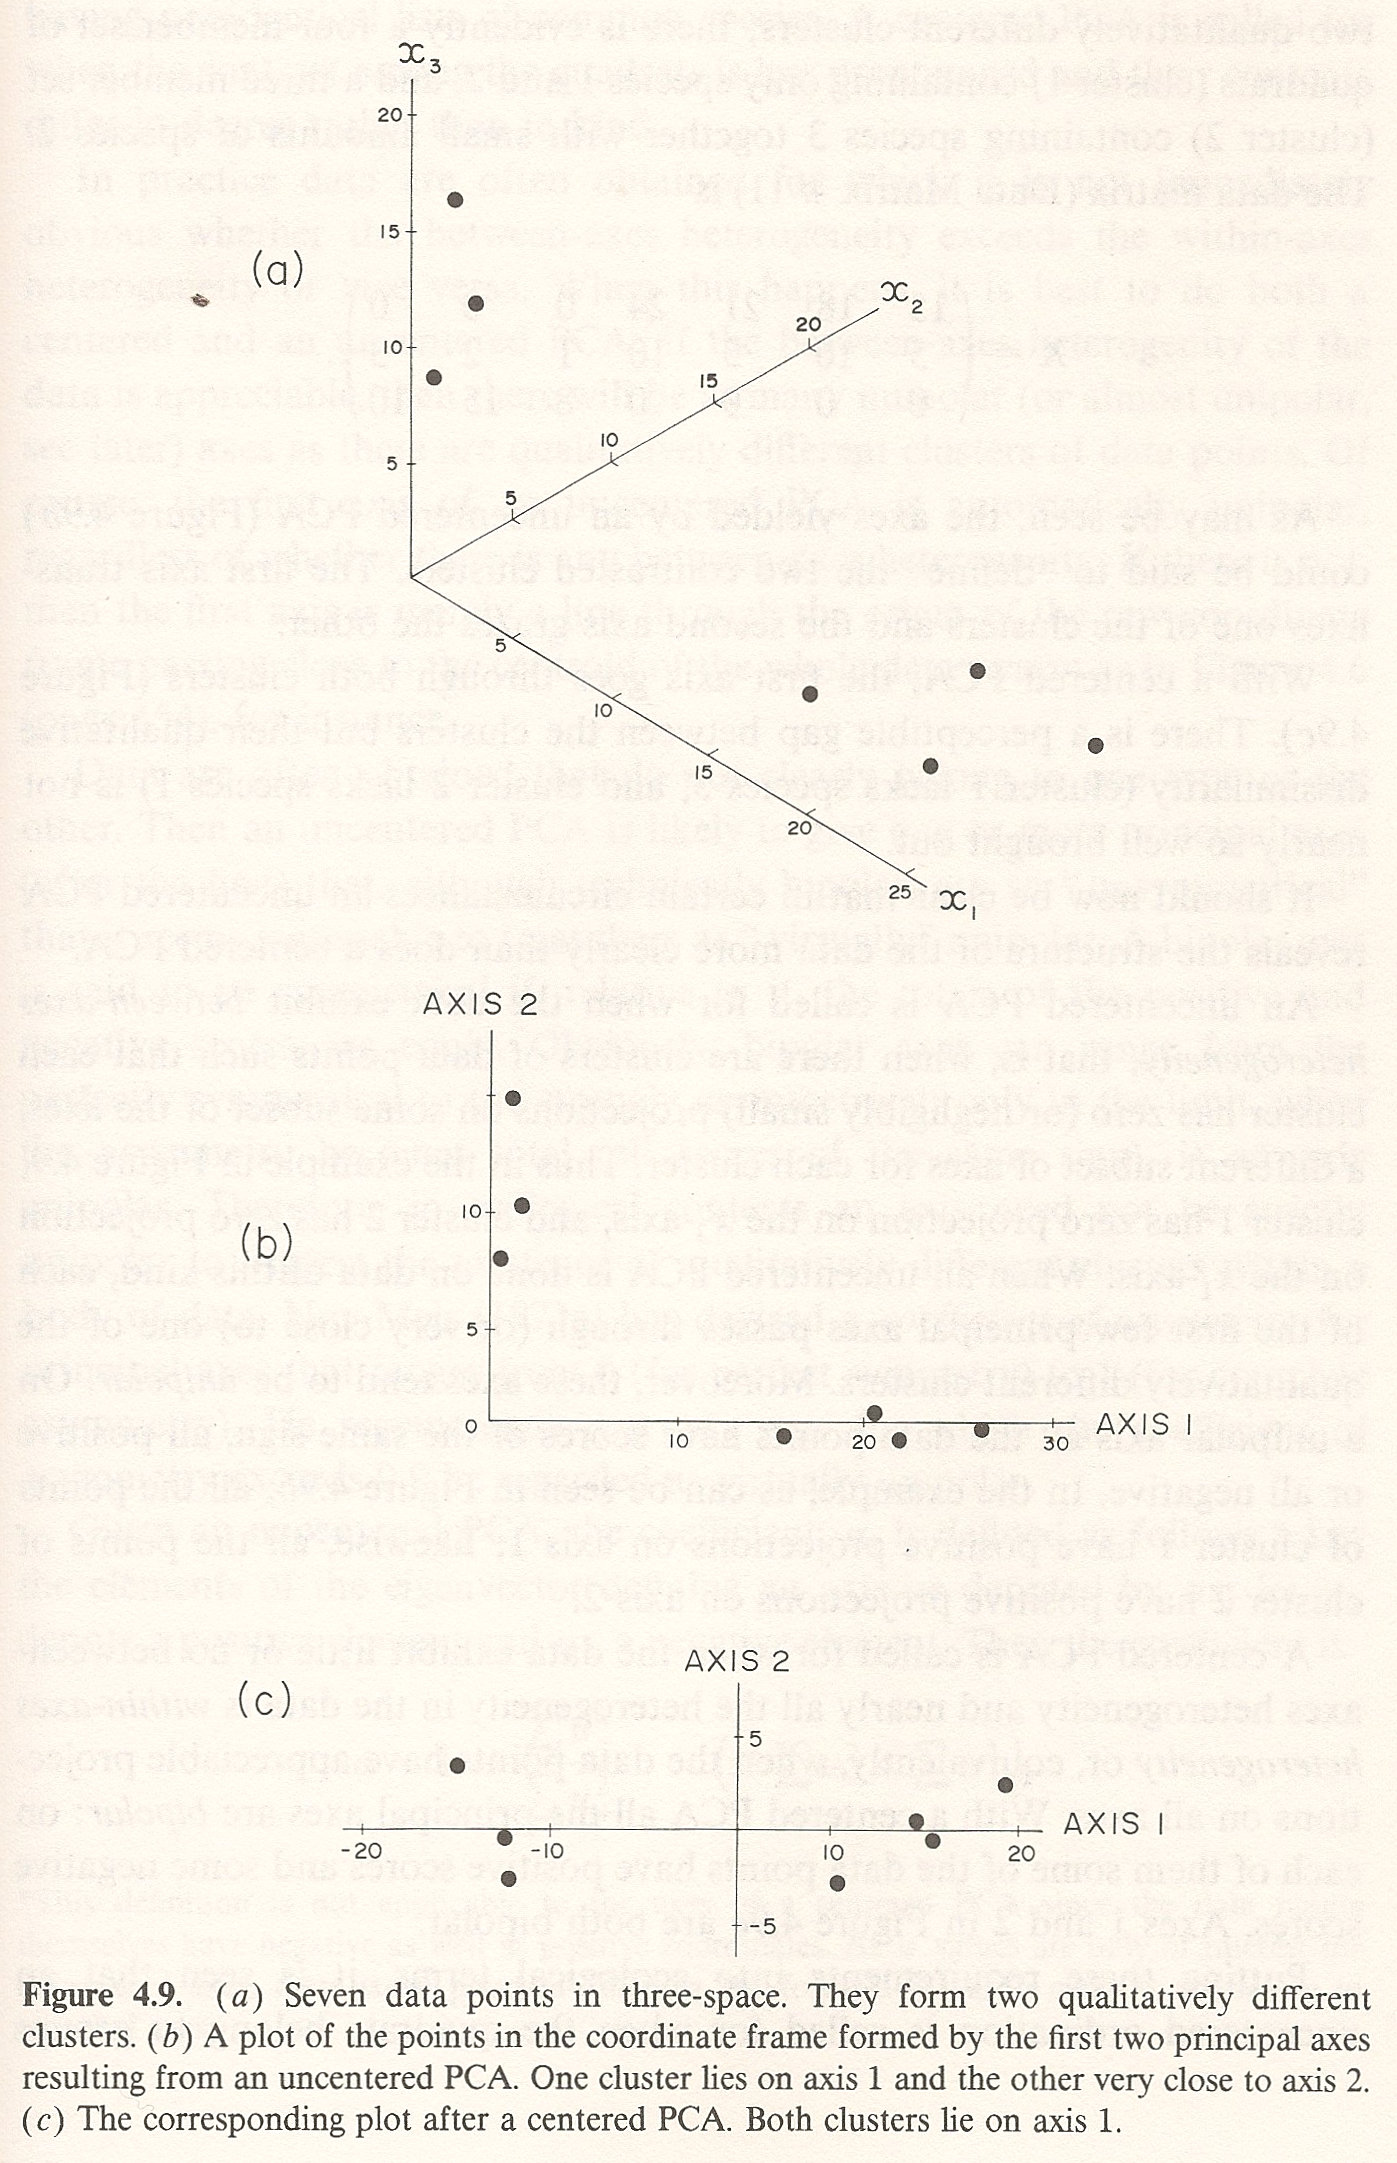 x₃
20
15
(a)
10
5
x₂
20
15
10
5
5
10
15
20
25
x₁
AXIS 2
10
(b)
5
0
10
20
30
AXIS 1
AXIS 2
(c)
5
AXIS 1
-20
-10
10
20
-5
Figure 4.9. (a) Seven data points in three-space. They form two qualitatively different
clusters. (b) A plot of the points in the coordinate frame formed by the first two principal axes
resulting from an uncentered PCA. One cluster lies on axis 1 and the other very close to axis 2.
(c) The corresponding plot after a centered PCA. Both clusters lie on axis 1.